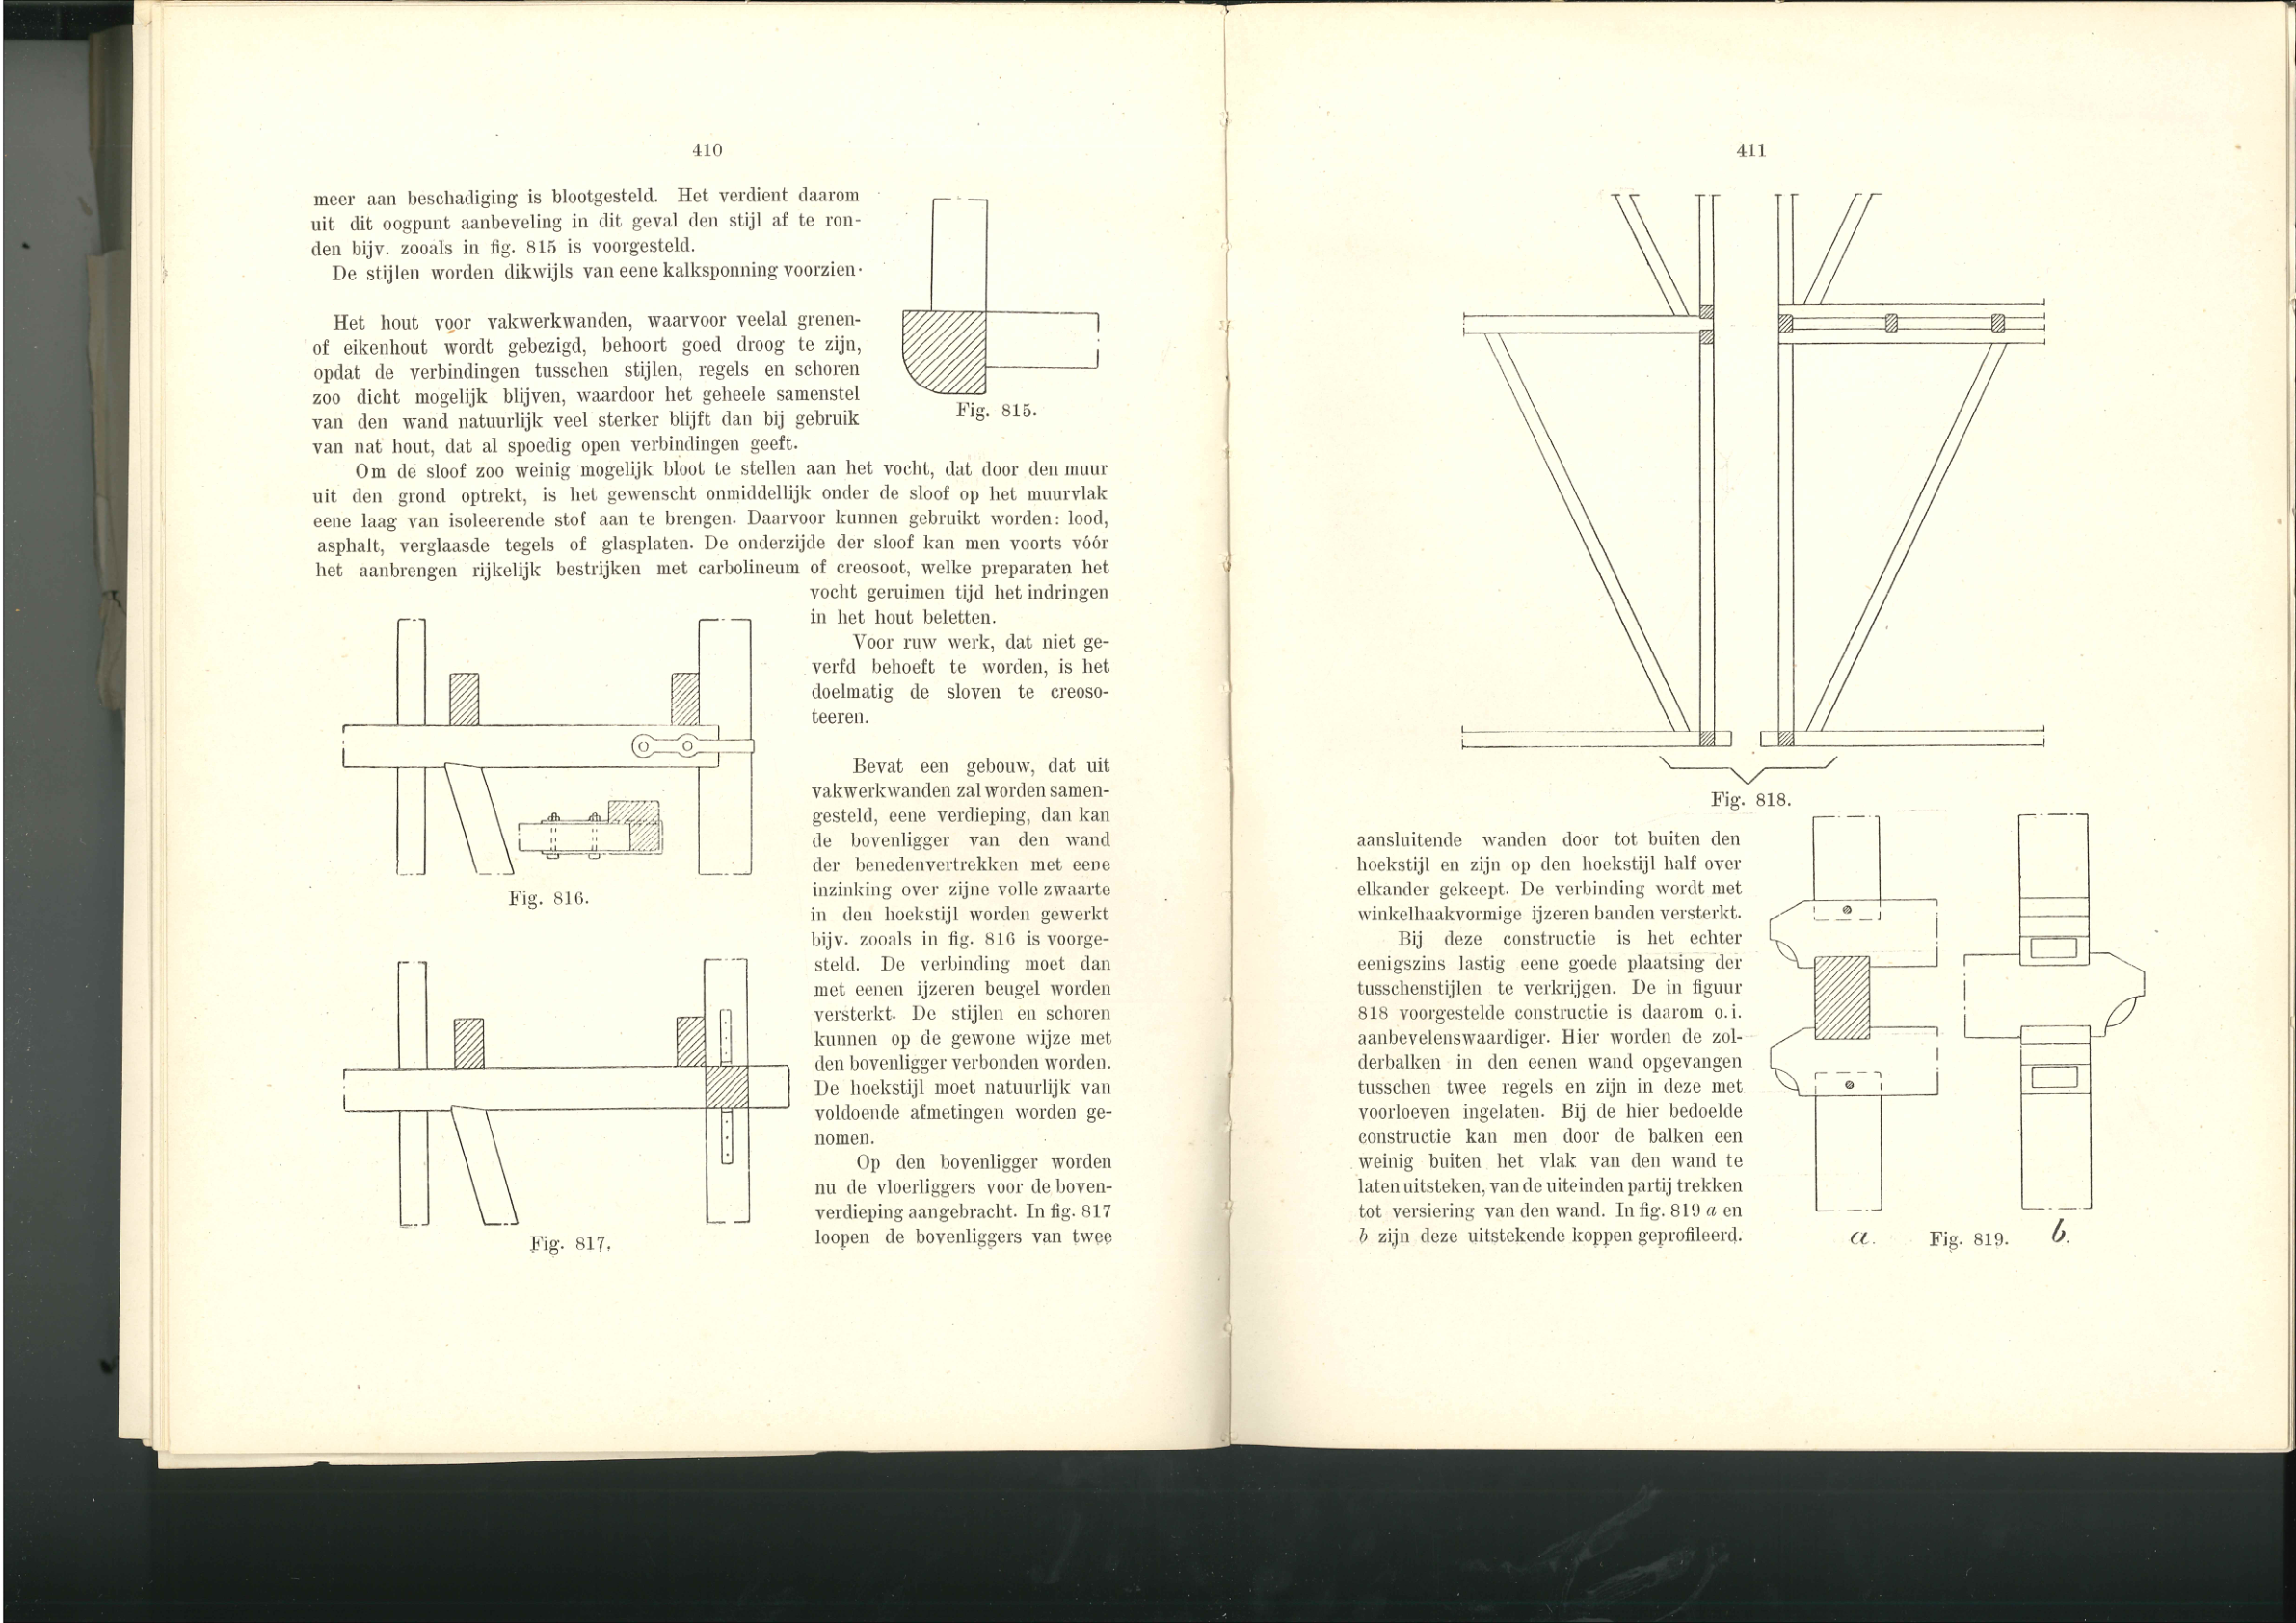 410
meer aan beschadiging is blootgesteld. Het verdient daarom
uit dit oogpunt aanbeveling in dit geval den stijl af te ron-
den bijv. zooals in fig. 815 is voorgesteld.
De stijlen worden dikwijls van eene kalksponning voorzien.
Het hout voor vakwerkwanden, waarvoor veelal grenen-
of eikenhout wordt gebezigd, behoort goed droog te zijn,
opdat de verbindingen tusschen stijlen, regels en schoren
zoo dicht mogelijk blijven, waardoor het geheele samenstel
van den wand natuurlijk veel sterker blijft dan bij gebruik
van nat hout, dat al spoedig open verbindingen geeft.
Fig. 815.
Om de sloof zoo weinig mogelijk bloot te stellen aan het vocht, dat door den muur
uit den grond optrekt, is het gewenscht onmiddellijk onder de sloof op het muurvlak
eene laag van isoleerende stof aan te brengen. Daarvoor kunnen gebruikt worden: lood,
asphalt, verglaasde tegels of glasplaten. De onderzijde der sloof kan men voorts vóór
het aanbrengen rijkelijk bestrijken met carbolineum of creosoot, welke preparaten het
vocht geruimen tijd het indringen
in het hout beletten.
Voor ruw werk, dat niet ge-
verfd behoeft te worden, is het
doelmatig de sloven te creoso-
teeren.
Bevat een gebouw, dat uit
vakwerkwanden zal worden samen-
gesteld, eene verdieping, dan kan
de bovenligger van den wand
der benedenvertrekken met eene
inzinking over zijne volle zwaarte
in den hoekstijl worden gewerkt
bijv. zooals in fig. 816 is voorge-
steld. De verbinding moet dan
met eenen ijzeren beugel worden
versterkt. De stijlen en schoren
kunnen op de gewone wijze met
den bovenligger verbonden worden.
De hoekstijl moet natuurlijk van
voldoende afmetingen worden ge-
nomen.
Op den bovenligger worden
nu de vloerliggers voor de boven-
verdieping aangebracht. In fig. 817
loopen de bovenliggers van twee
Fig. 816.
Fig. 817.
411
Fig. 818.
aansluitende wanden door tot buiten den
hoekstijl en zijn op den hoekstijl half over
elkander gekeept. De verbinding wordt met
winkelhaakvormige ijzeren banden versterkt.
Bij deze constructie is het echter
eenigszins lastig eene goede plaatsing der
tusschenstijlen te verkrijgen. De in figuur
818 voorgestelde constructie is daarom o. i.
aanbevelenswaardiger. Hier worden de zol-
derbalken in den eenen wand opgevangen
tusschen twee regels en zijn in deze met
voorloeven ingelaten. Bij de hier bedoelde
constructie kan men door de balken een
weinig buiten het vlak van den wand te
laten uitsteken, van de uiteinden partij trekken
tot versiering van den wand. In fig. 819 a en
b zijn deze uitstekende koppen geprofileerd.
a. Fig. 819. b.